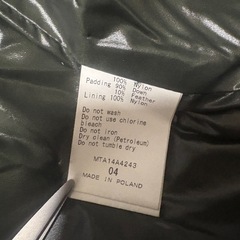 100% Nylon
Padding 90% Down
10% Feather
Lining 100% Nylon
Do not wash
Do not use chlorine
bleach
Do not iron
Dry clean (Petroleum)
Do not tumble dry
MTA14A4243
04
MADE IN POLAND